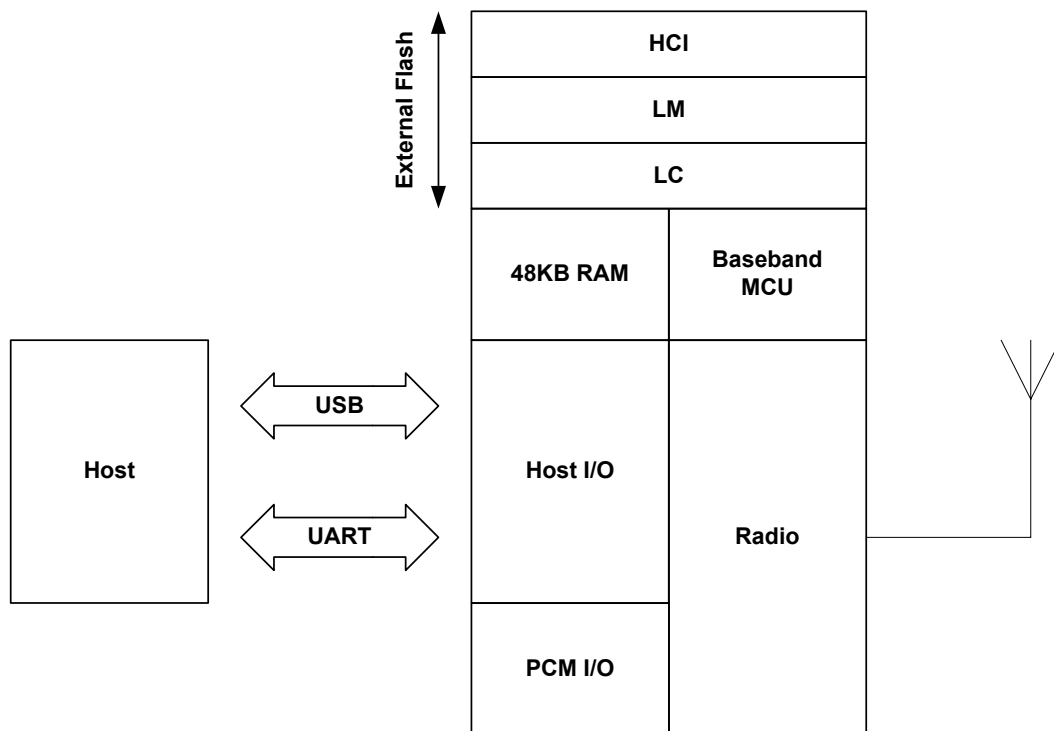 HCI
External Flash
LM
LC
48KB RAM
Baseband
MCU
USB
Host
Host I/O
UART
Radio
PCM I/O